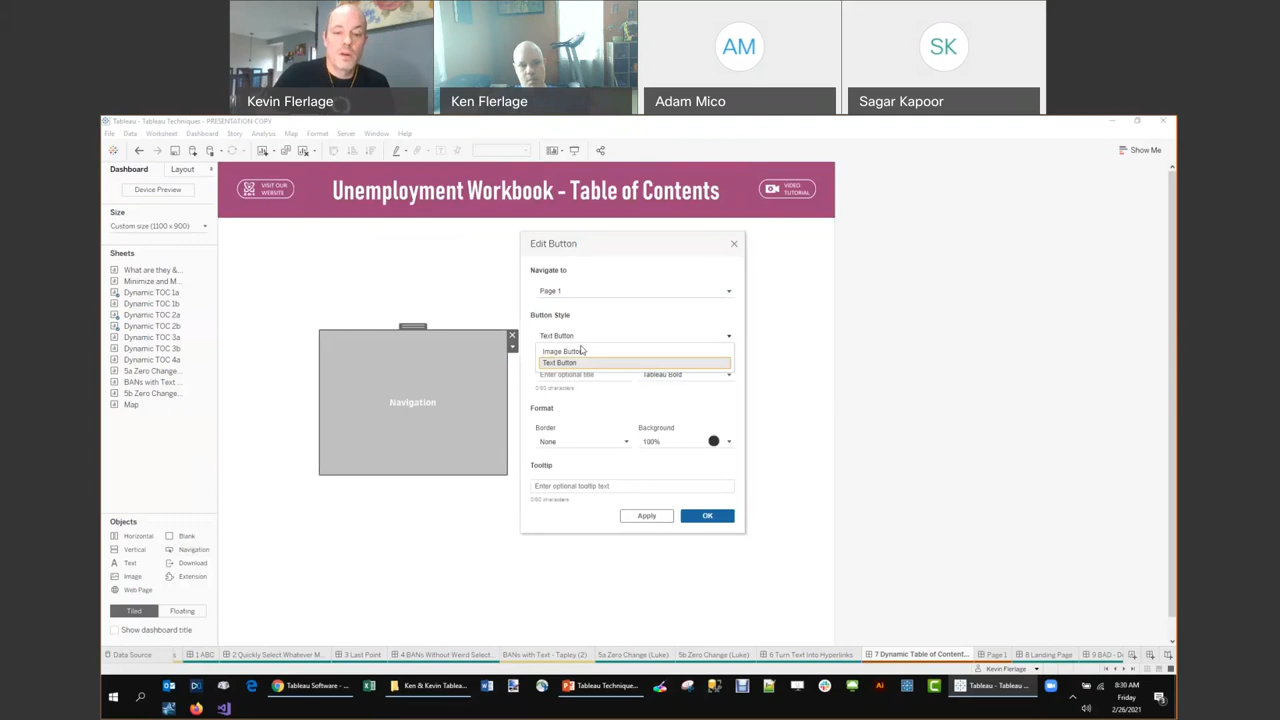 AM
SK
Kevin Flerlage
Ken Flerlage
Adam Mico
Sagar Kapoor
Tableau - Tableau Techniques - PRESENTATION COPY
File Data Worksheet Dashboard Story Analysis Map Format Server Window Help
Show Me
Dashboard Layout
Device Preview
Size
Custom size (1100 x 900)
Sheets
What are they &...
Minimize and M...
Dynamic TOC 1a
Dynamic TOC 1b
Dynamic TOC 2a
Dynamic TOC 2b
Dynamic TOC 3a
Dynamic TOC 3b
Dynamic TOC 4a
5a Zero Change...
BANs with Text ...
5b Zero Change...
Map
Objects
Horizontal Blank
Vertical Navigation
Text Download
Image Extension
Web Page
Tiled Floating
Show dashboard title
VISIT OUR
WEBSITE
Unemployment Workbook - Table of Contents
VIDEO
TUTORIAL
Navigation
Edit Button
Navigate to
Page 1
Button Style
Text Button
Image Button
Text Button
Enter optional title Tableau Bold
0/80 characters
Format
Border Background
None 100%
Tooltip
Enter optional tooltip text
0/80 characters
Apply OK
Data Source 1 ABC 2 Quickly Select Whatever M... 3 Last Point 4 BANs Without Weird Select... BANs with Text - Tapley (2) 5a Zero Change (Luke) 5b Zero Change (Luke) 6 Turn Text Into Hyperlinks 7 Dynamic Table of Content... Page 1 8 Landing Page 9 BAD - D
Kevin Flerlage
Tableau Software - ... Ken & Kevin Tablea... Tableau Technique... Tableau - Tableau ...
8:30 AM
Friday
2/26/2021